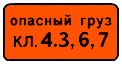 опасный груз
кл. 4.3, 6, 7